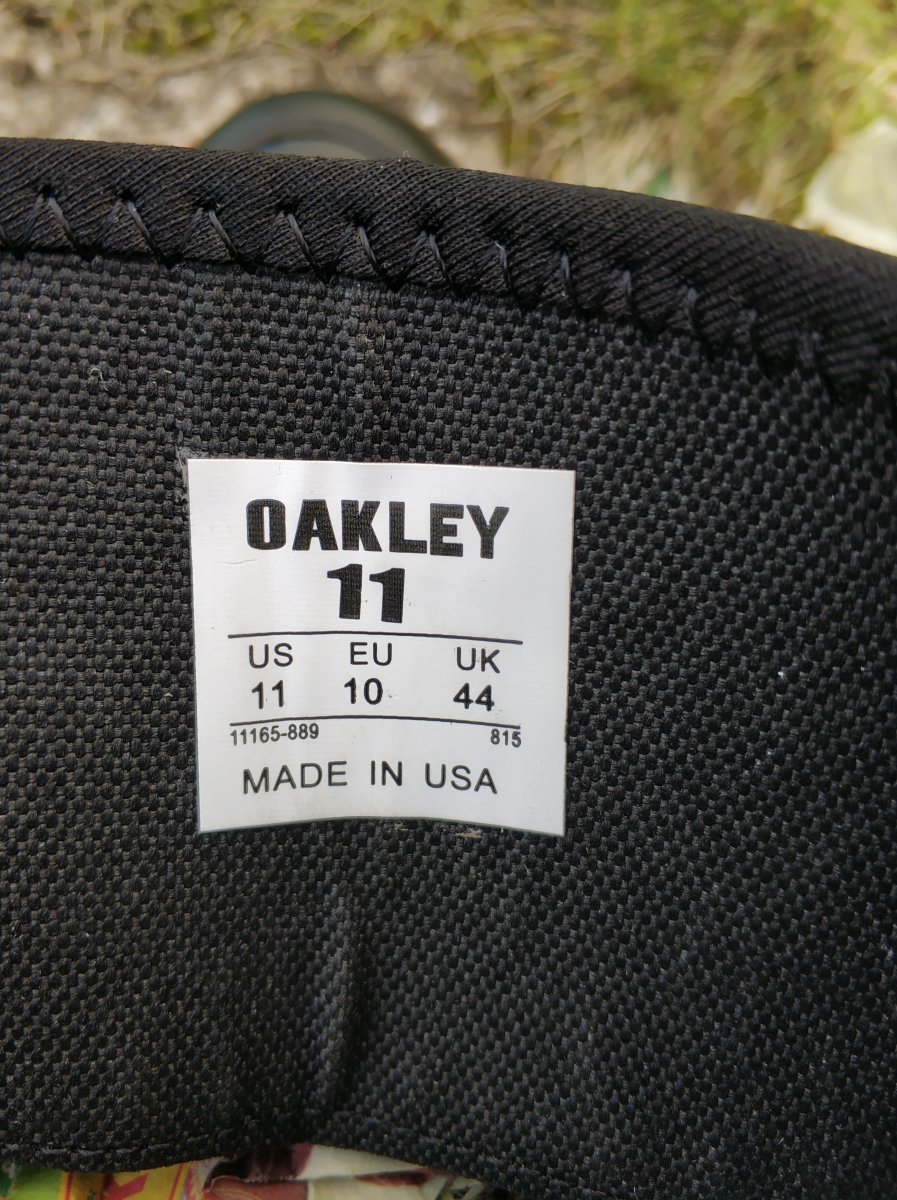 OAKLEY
11
US EU UK
11 10 44
11165-889 815
MADE IN USA